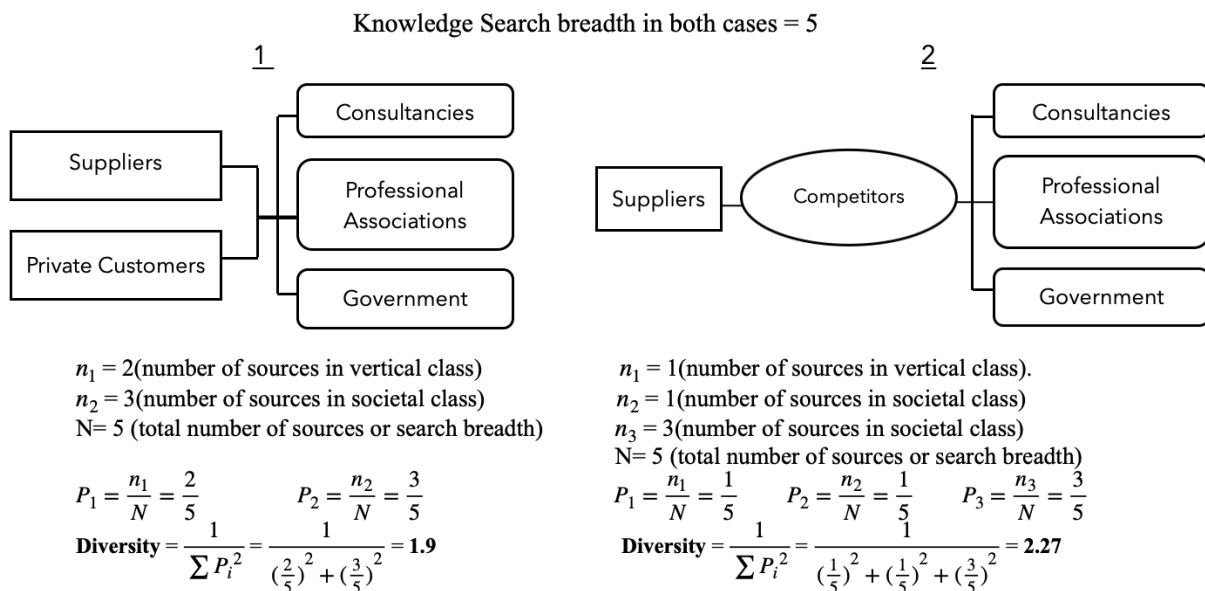 Knowledge Search breadth in both cases = 5
1
Suppliers
Private Customers
Consultancies
Professional
Associations
Government
n₁ = 2(number of sources in vertical class)
n₂ = 3(number of sources in societal class)
N= 5 (total number of sources or search breadth)
P₁ = n₁/N = 2/5    P₂ = n₂/N = 3/5
Diversity = 1/∑ Pᵢ² = 1/((2/5)² + (3/5)²) = 1.9
2
Suppliers
Competitors
Consultancies
Professional
Associations
Government
n₁ = 1(number of sources in vertical class).
n₂ = 1(number of sources in societal class)
n₃ = 3(number of sources in societal class)
N= 5 (total number of sources or search breadth)
P₁ = n₁/N = 1/5    P₂ = n₂/N = 1/5    P₃ = n₃/N = 3/5
Diversity = 1/∑ Pᵢ² = 1/((1/5)² + (1/5)² + (3/5)²) = 2.27